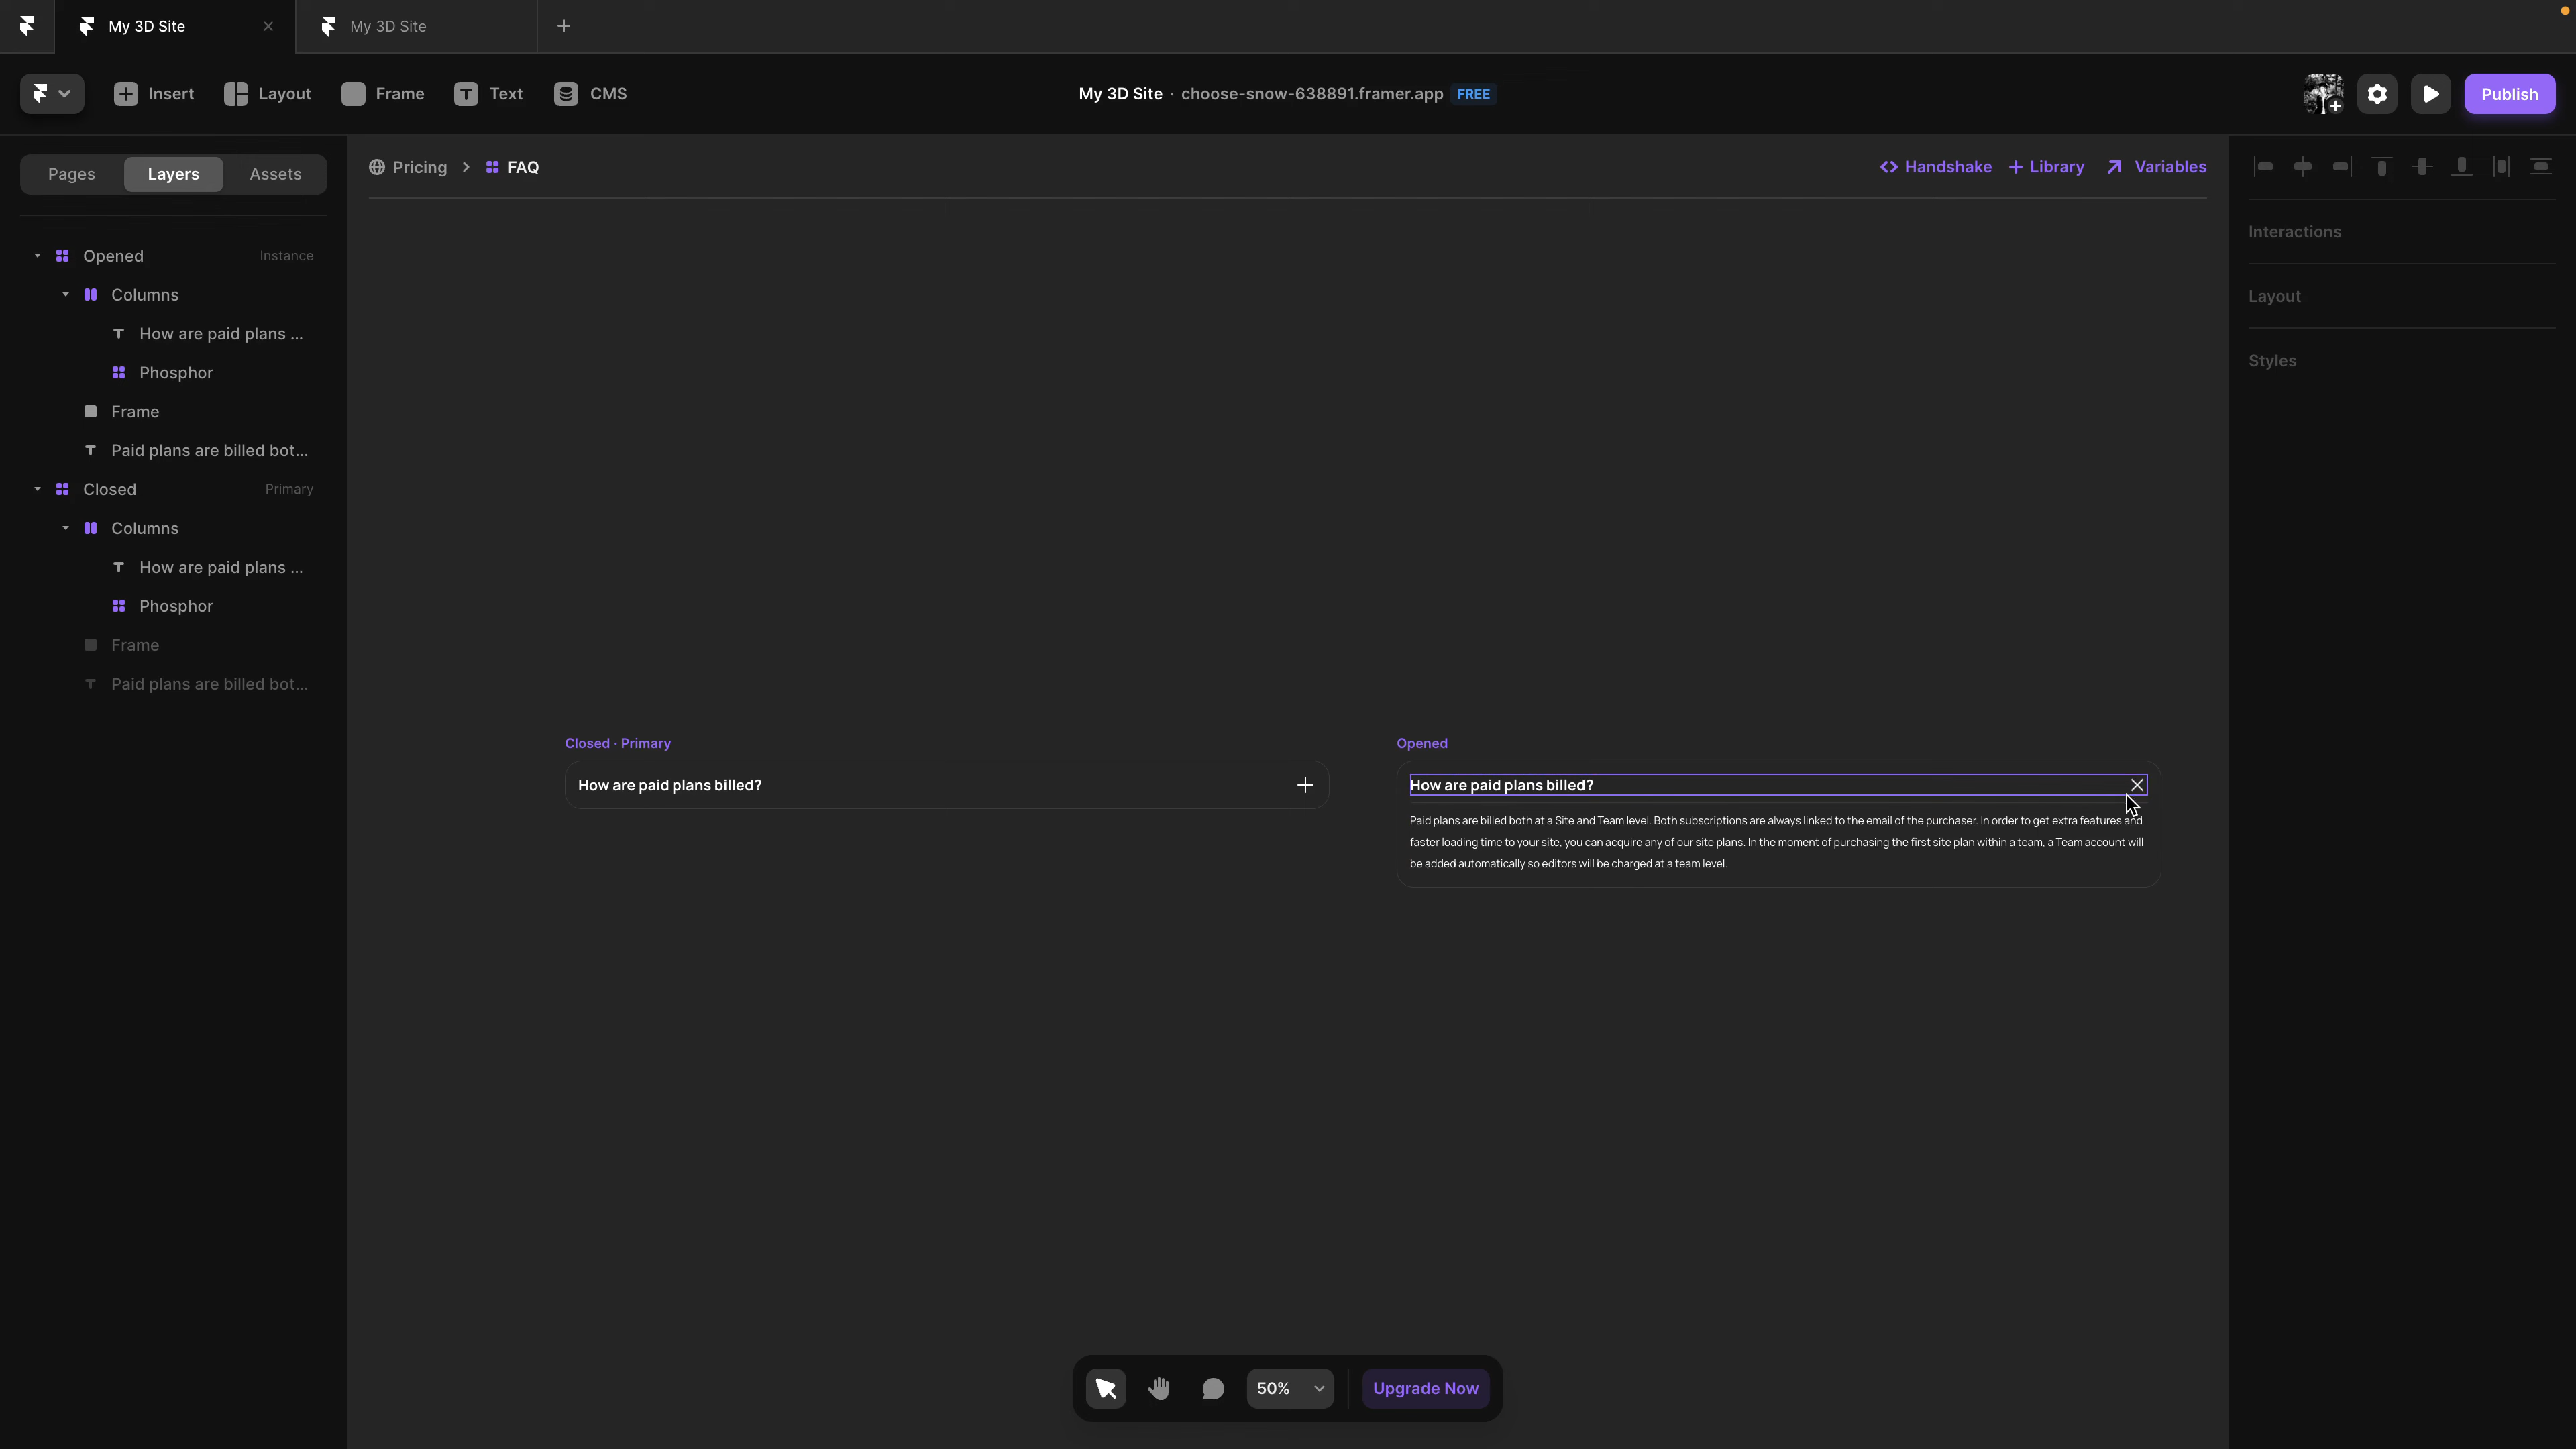 My 3D Site
My 3D Site
Insert
Layout
Frame
Text
CMS
My 3D Site · choose-snow-638891.framer.app FREE
Publish
Pages
Layers
Assets
Pricing
FAQ
Handshake
Library
Variables
Opened Instance
Columns
How are paid plans ...
Phosphor
Frame
Paid plans are billed bot...
Closed Primary
Columns
How are paid plans ...
Phosphor
Frame
Paid plans are billed bot...
Interactions
Layout
Styles
Closed · Primary
How are paid plans billed?
Opened
How are paid plans billed?
Paid plans are billed both at a Site and Team level. Both subscriptions are always linked to the email of the purchaser. In order to get extra features and
faster loading time to your site, you can acquire any of our site plans. In the moment of purchasing the first site plan within a team, a Team account will
be added automatically so editors will be charged at a team level.
50%
Upgrade Now